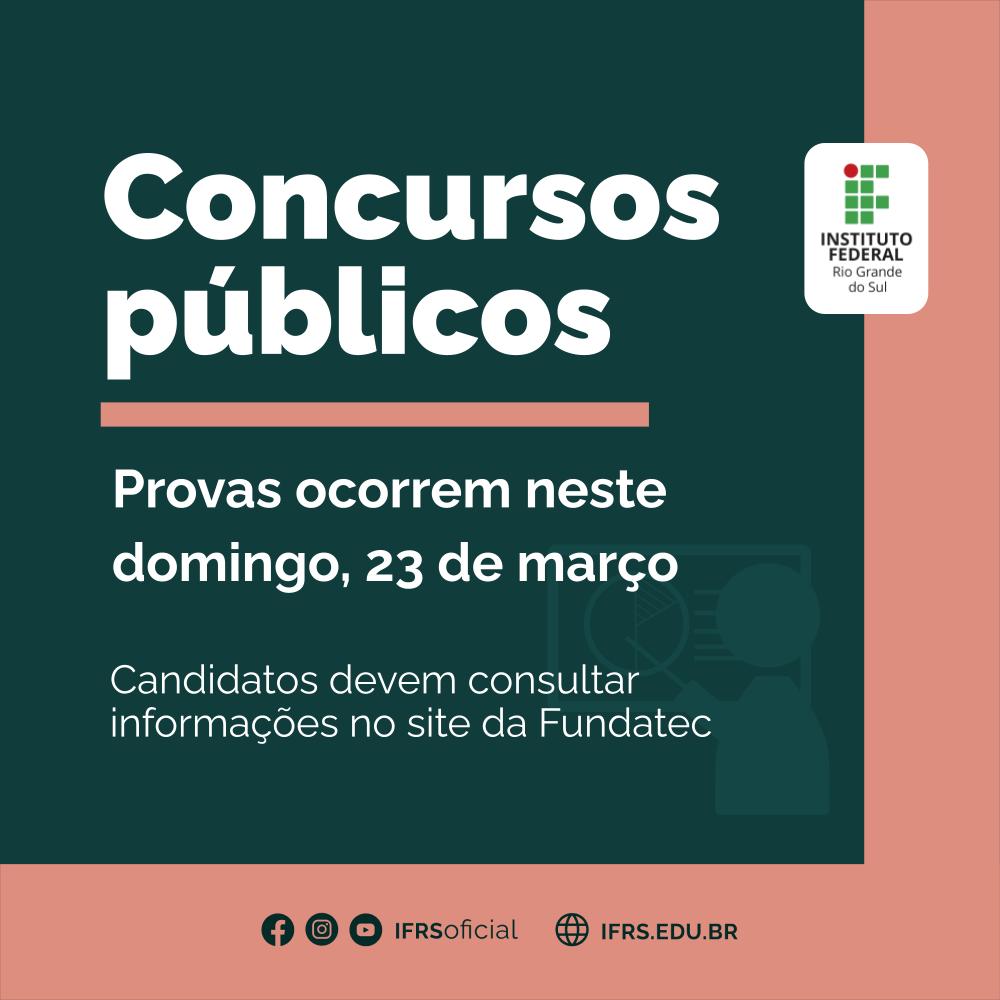 Concursos
públicos
INSTITUTO
FEDERAL
Rio Grande
do Sul
Provas ocorrem neste
domingo, 23 de março
Candidatos devem consultar
informações no site da Fundatec
IFRSoficial
IFRS.EDU.BR